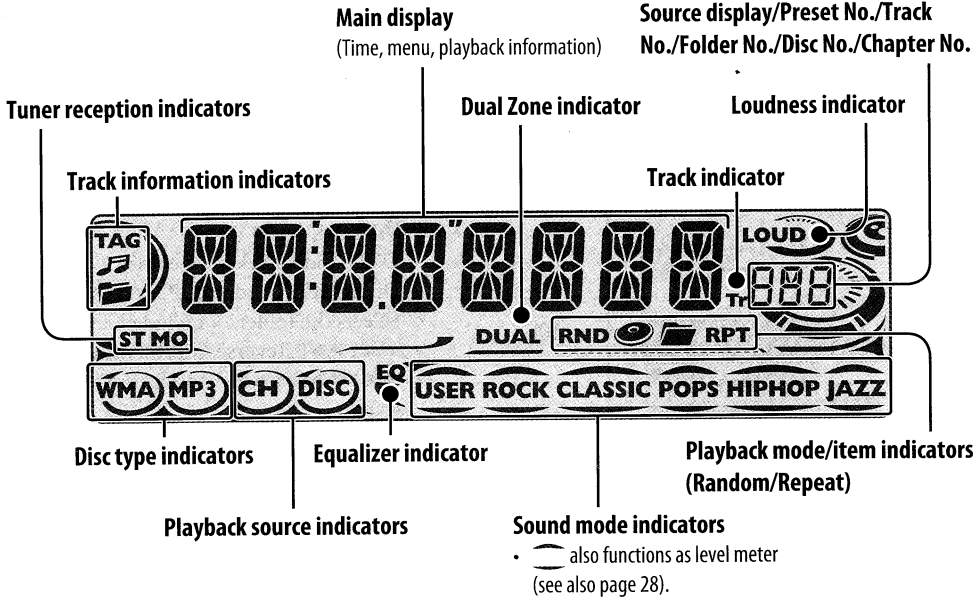 Main display
(Time, menu, playback information)
Source display/Preset No./Track
No./Folder No./Disc No./Chapter No.
Tuner reception indicators
Dual Zone indicator
Loudness indicator
Track information indicators
Track indicator
TAG
LOUD
Tr
ST MO
DUAL
RND
RPT
WMA MP3
CH DISC
EQ
USER ROCK CLASSIC POPS HIPHOP JAZZ
Disc type indicators
Equalizer indicator
Playback mode/item indicators
(Random/Repeat)
Playback source indicators
Sound mode indicators
• also functions as level meter
(see also page 28).